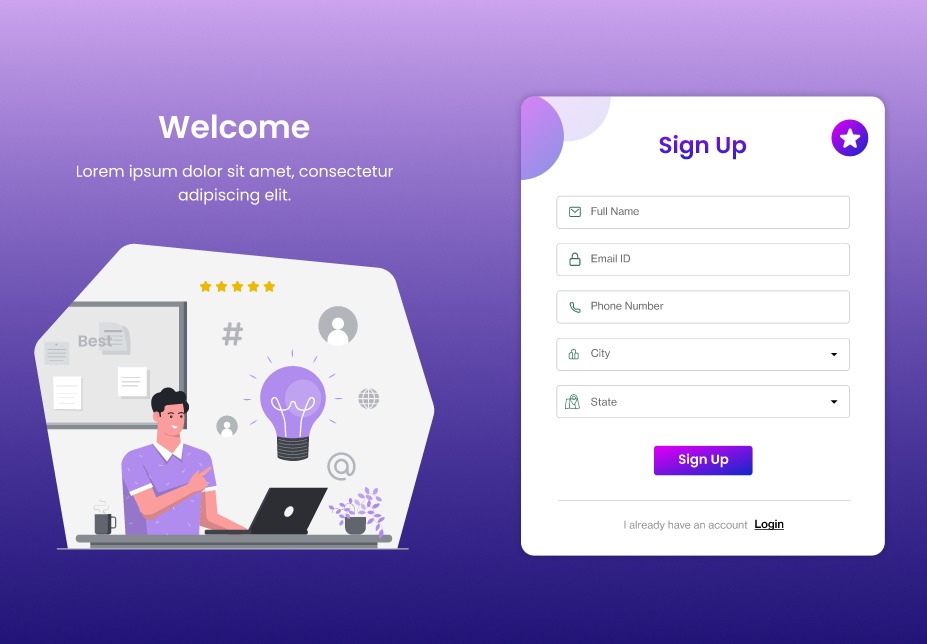 Welcome
Lorem ipsum dolor sit amet, consectetur
adipiscing elit.
Best
#
@
Sign Up
Full Name
Email ID
Phone Number
City
State
Sign Up
I already have an account Login